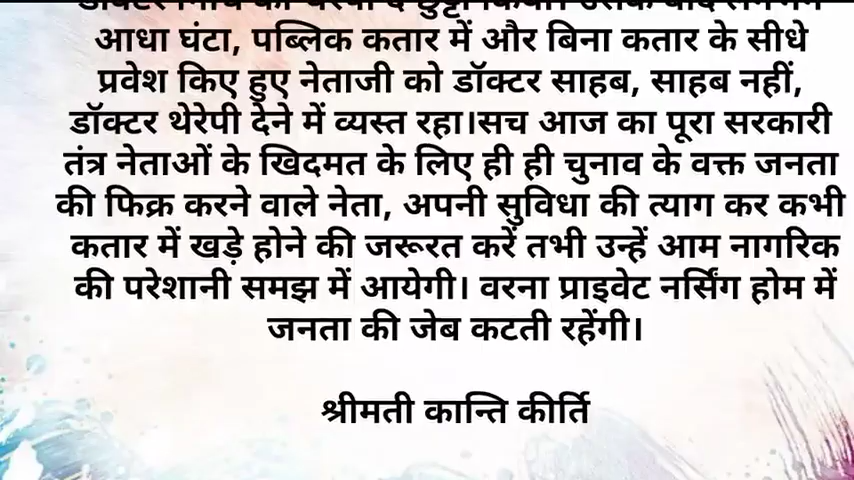 आधा घंटा, पब्लिक कतार में और बिना कतार के सीधे
प्रवेश किए हुए नेताजी को डॉक्टर साहब, साहब नहीं,
डॉक्टर थेरेपी देने में व्यस्त रहा।सच आज का पूरा सरकारी
तंत्र नेताओं के खिदमत के लिए ही ही चुनाव के वक्त जनता
की फिक्र करने वाले नेता, अपनी सुविधा की त्याग कर कभी
कतार में खड़े होने की जरूरत करें तभी उन्हें आम नागरिक
की परेशानी समझ में आयेगी। वरना प्राइवेट नर्सिंग होम में
जनता की जेब कटती रहेंगी।
श्रीमती कान्ति कीर्ति